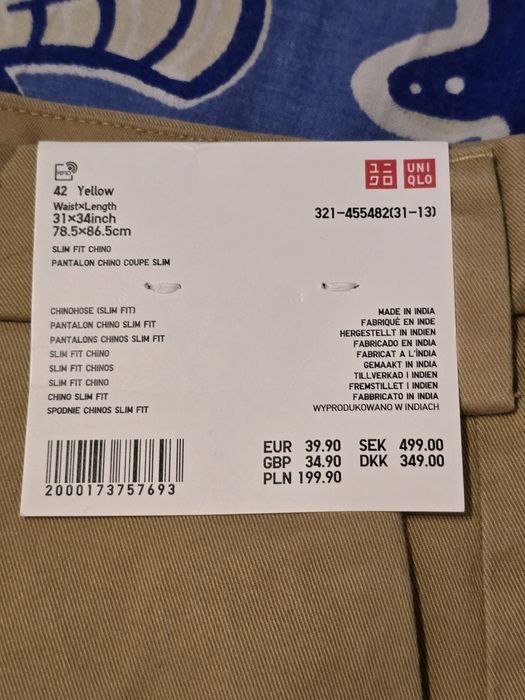 RFID
ユニ UNI
クロ QLO
42 Yellow
Waist×Length
31×34inch
78.5×86.5cm
321-455482(31-13)
SLIM FIT CHINO
PANTALON CHINO COUPE SLIM
CHINOHOSE (SLIM FIT)
PANTALON CHINO SLIM FIT
PANTALONS CHINOS SLIM FIT
SLIM FIT CHINO
SLIM FIT CHINOS
SLIM FIT CHINO
CHINO SLIM FIT
SPODNIE CHINOS SLIM FIT
MADE IN INDIA
FABRIQUÉ EN INDE
HERGESTELLT IN INDIEN
FABRICADO EN INDIA
FABRICAT A L'ÍNDIA
GEMAAKT IN INDIA
TILLVERKAD I INDIEN
FREMSTILLET I INDIEN
FABBRICATO IN INDIA
WYPRODUKOWANO W INDIACH
EUR 39.90 SEK 499.00
GBP 34.90 DKK 349.00
PLN 199.90
2000173757693